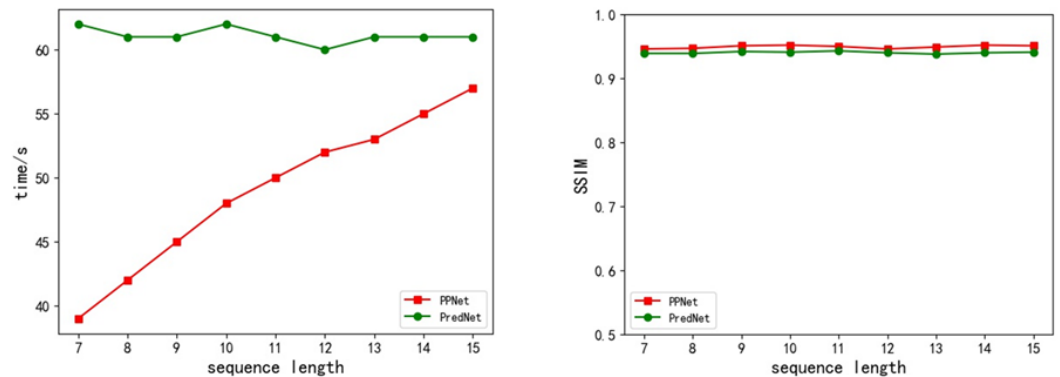 60
55
50
45
40
time/s
PPNet
PredNet
7 8 9 10 11 12 13 14 15
sequence length
1.0
0.9
0.8
0.7
0.6
0.5
SSIM
PPNet
PredNet
7 8 9 10 11 12 13 14 15
sequence length